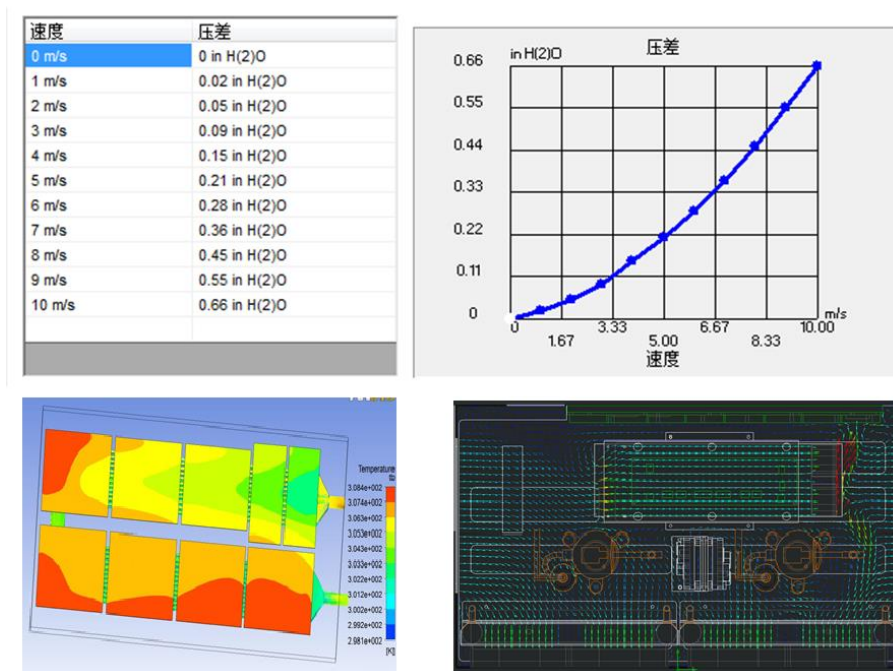 速度 压差
0 m/s 0 in H(2)O
1 m/s 0.02 in H(2)O
2 m/s 0.05 in H(2)O
3 m/s 0.09 in H(2)O
4 m/s 0.15 in H(2)O
5 m/s 0.21 in H(2)O
6 m/s 0.28 in H(2)O
7 m/s 0.36 in H(2)O
8 m/s 0.45 in H(2)O
9 m/s 0.55 in H(2)O
10 m/s 0.66 in H(2)O
in H(2)O 压差
0.66
0.55
0.44
0.33
0.22
0.11
0
0 3.33 6.67 10.00 m/s
1.67 5.00 8.33
速度
Temperature
3.084e+002
3.074e+002
3.063e+002
3.053e+002
3.043e+002
3.033e+002
3.022e+002
3.012e+002
3.002e+002
2.992e+002
2.981e+002
[K]